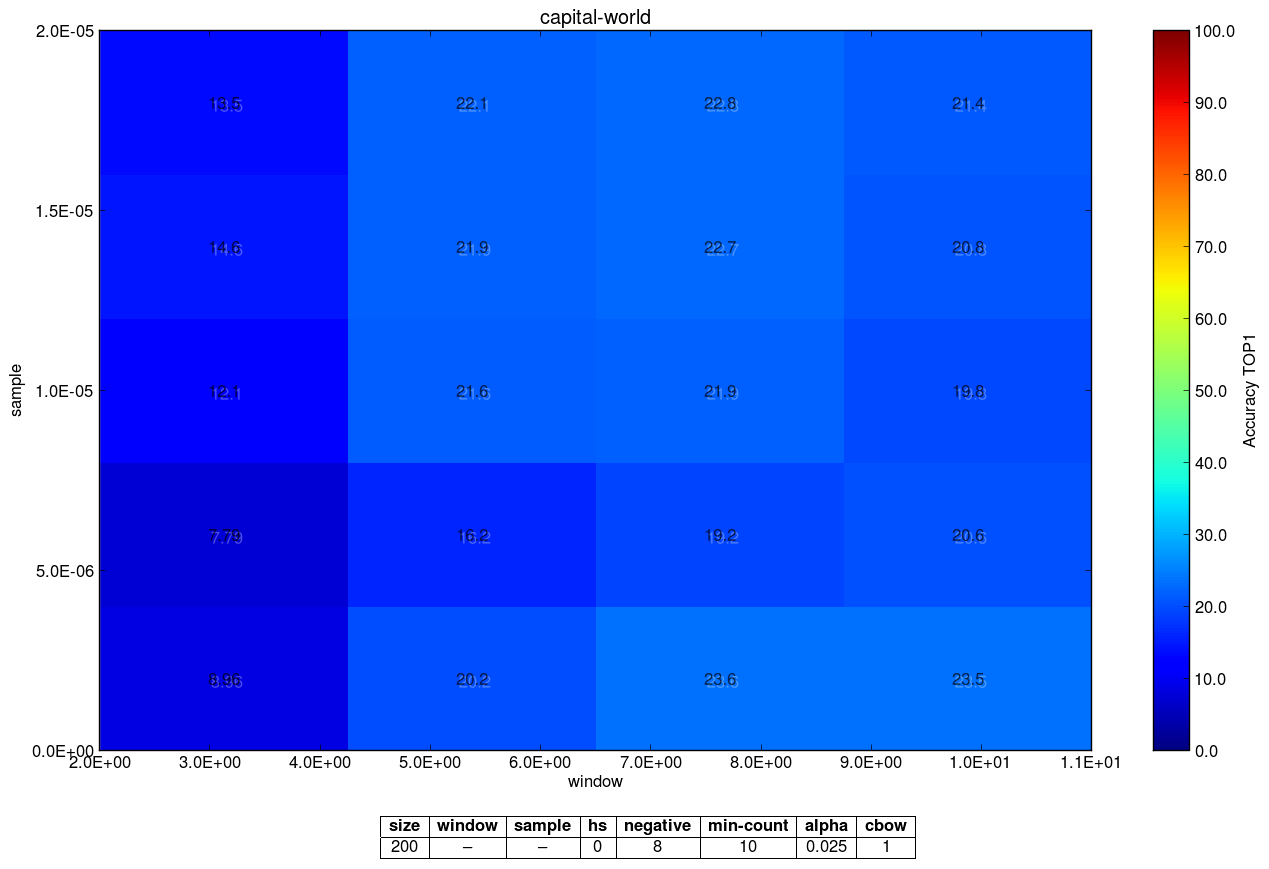 capital-world
2.0E-05
13.5 22.1 22.8 21.4
1.5E-05
14.6 21.9 22.7 20.8
1.0E-05
12.1 21.6 21.9 19.8
7.79 16.2 19.2 20.6
5.0E-06
8.96 20.2 23.6 23.5
0.0E+00
2.0E+00 3.0E+00 4.0E+00 5.0E+00 6.0E+00 7.0E+00 8.0E+00 9.0E+00 1.0E+01 1.1E+01
window
sample
100.0
90.0
80.0
70.0
60.0
50.0
40.0
30.0
20.0
10.0
0.0
Accuracy TOP1
size window sample hs negative min-count alpha cbow
200 – – 0 8 10 0.025 1